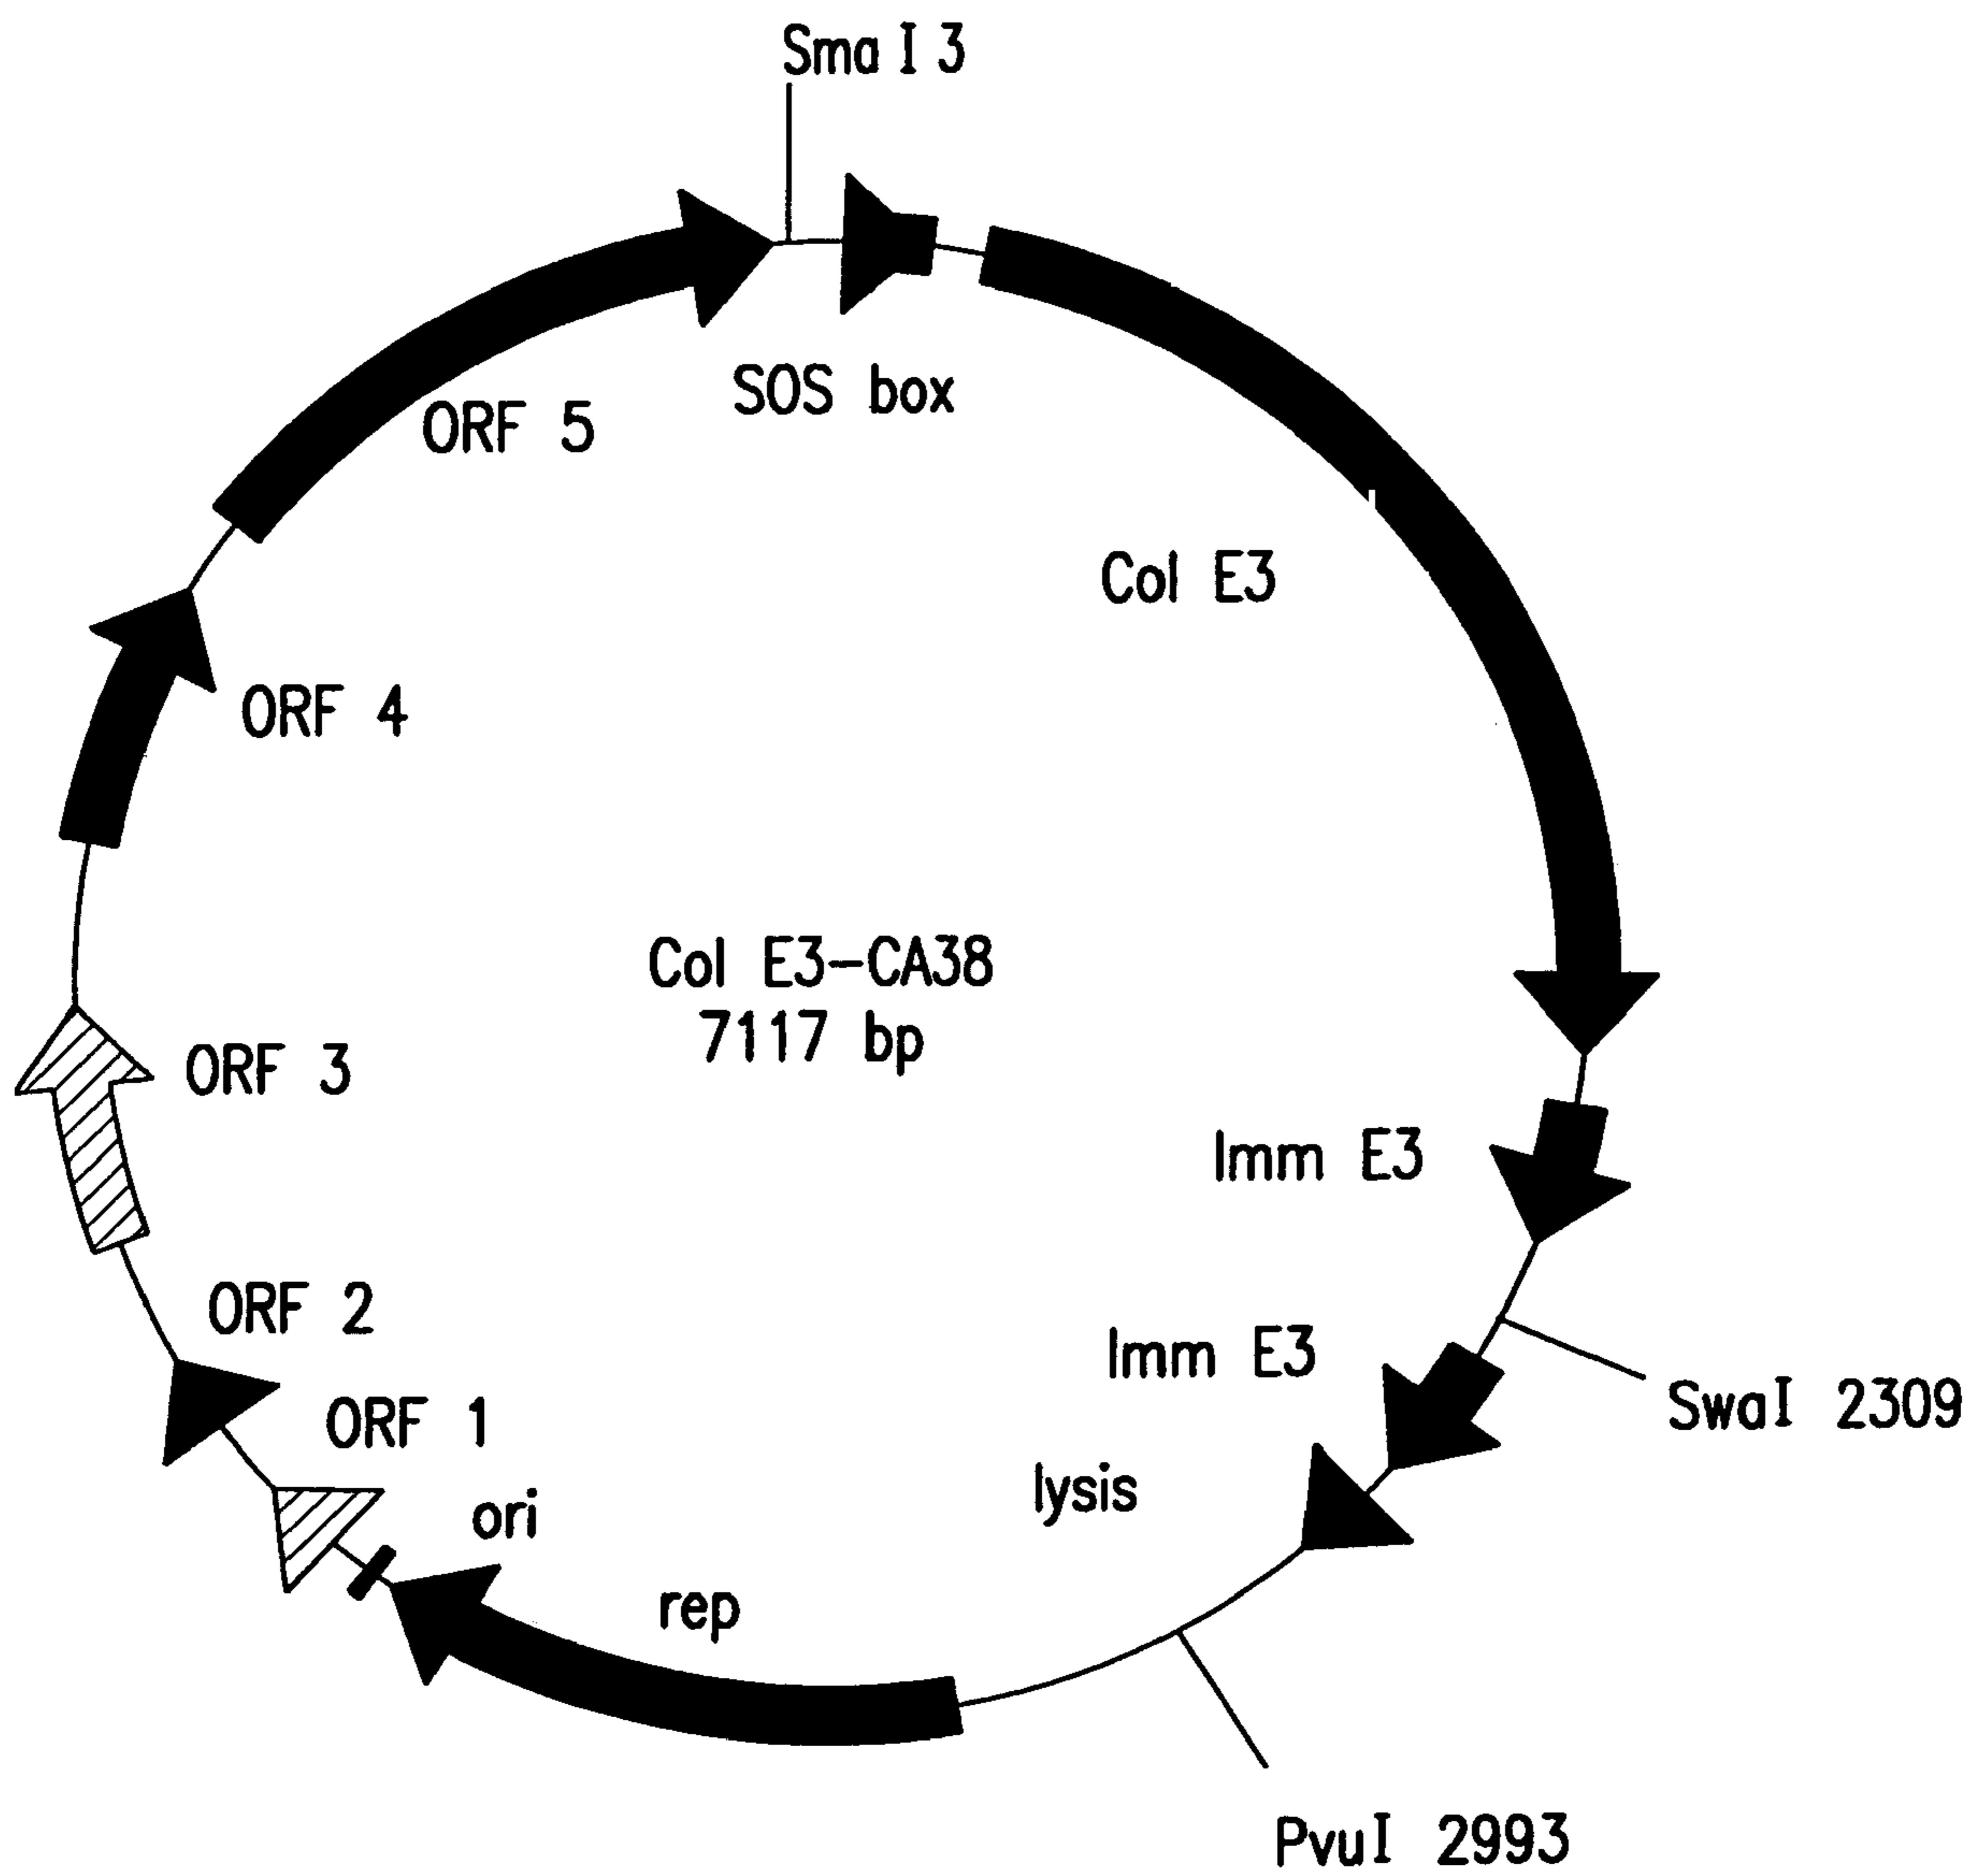 Sma I 3
SOS box
ORF 5
Col E3
ORF 4
Col E3-CA38
7117 bp
ORF 3
Imm E3
ORF 2
Imm E3
SwaI 2309
ORF 1
lysis
ori
rep
PvuI 2993